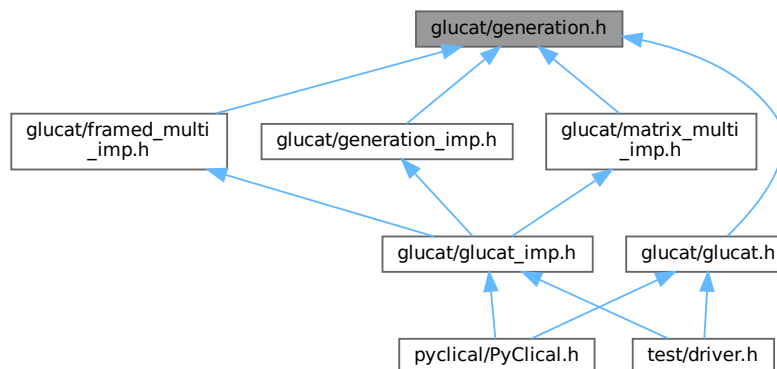 glucat/generation.h
glucat/framed_multi
_imp.h
glucat/generation_imp.h
glucat/matrix_multi
_imp.h
glucat/glucat_imp.h
glucat/glucat.h
pyclical/PyClical.h
test/driver.h